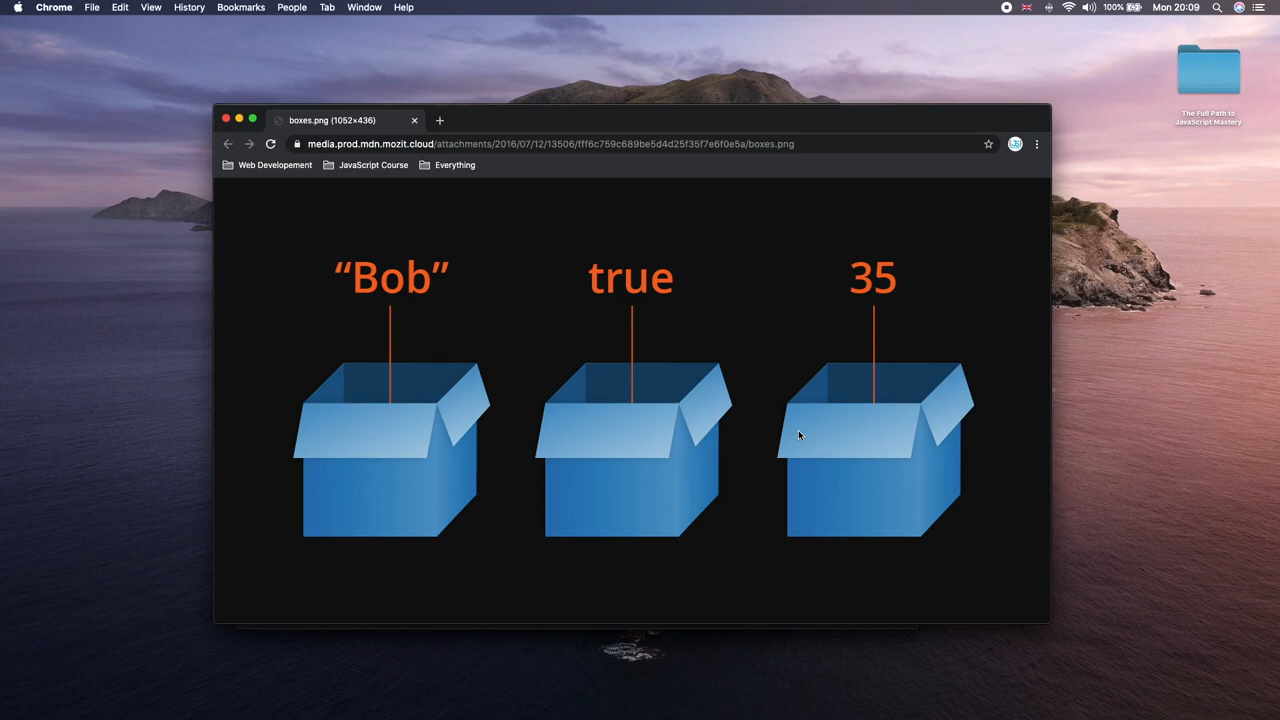 Chrome File Edit View History Bookmarks People Tab Window Help 100% Mon 20:09
The Full Path to
JavaScript Mastery
boxes.png (1052×436)
media.prod.mdn.mozit.cloud/attachments/2016/07/12/13506/fff6c759c689be5d4d25f35f7e6f0e5a/boxes.png
Web Developement JavaScript Course Everything
“Bob” true 35